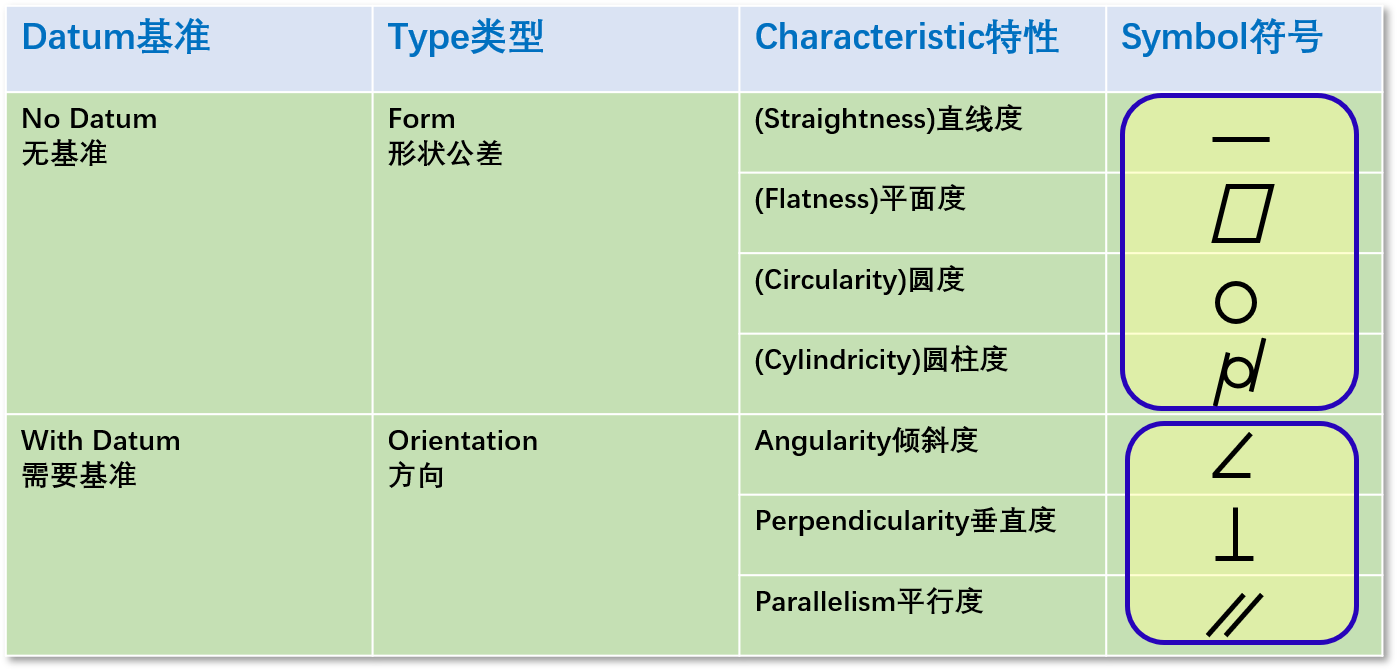 Datum基准
Type类型
Characteristic特性
Symbol符号
No Datum
无基准
Form
形状公差
(Straightness)直线度
(Flatness)平面度
(Circularity)圆度
(Cylindricity)圆柱度
With Datum
需要基准
Orientation
方向
Angularity倾斜度
Perpendicularity垂直度
Parallelism平行度